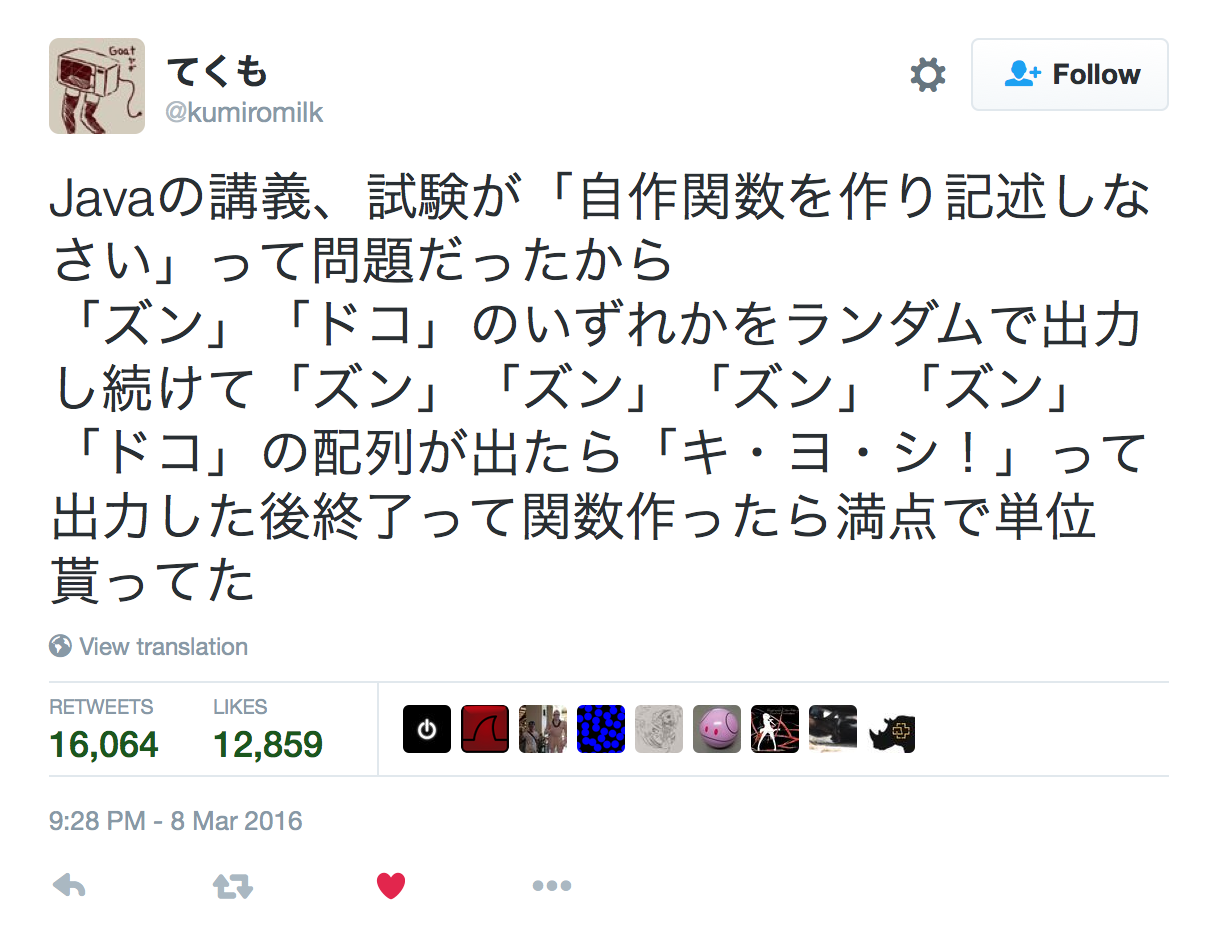 Goat
やぎ
てくも
@kumiromilk
Follow
Javaの講義、試験が「自作関数を作り記述しな
さい」って問題だったから
「ズン」「ドコ」のいずれかをランダムで出力
し続けて「ズン」「ズン」「ズン」「ズン」
「ドコ」の配列が出たら「キ・ヨ・シ！」って
出力した後終了って関数作ったら満点で単位
貰ってた
View translation
RETWEETS
LIKES
16,064
12,859
9:28 PM - 8 Mar 2016